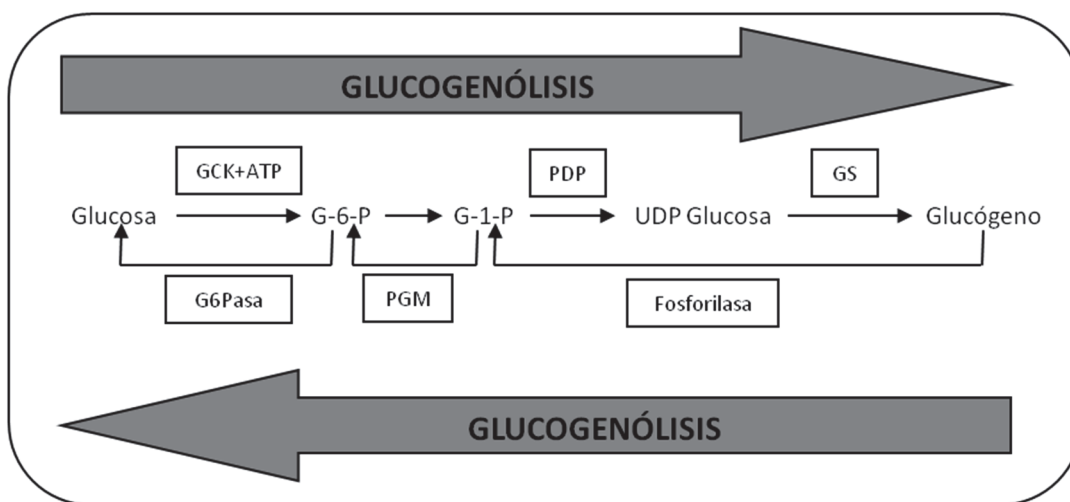 GLUCOGENÓLISIS
GCK+ATP
PDP
GS
Glucosa G-6-P G-1-P UDP Glucosa Glucógeno
G6Pasa
PGM
Fosforilasa
GLUCOGENÓLISIS